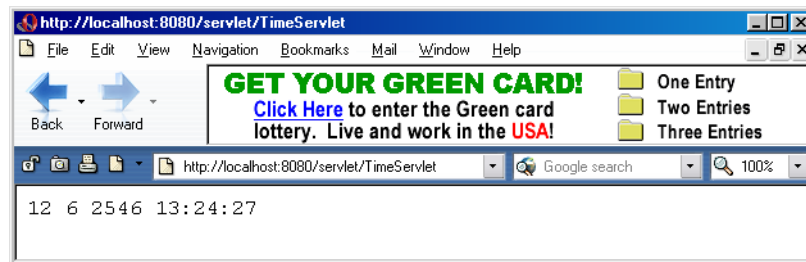 http://localhost:8080/servlet/TimeServlet
File Edit View Navigation Bookmarks Mail Window Help
Back Forward
GET YOUR GREEN CARD!
Click Here to enter the Green card
lottery. Live and work in the USA!
One Entry
Two Entries
Three Entries
http://localhost:8080/servlet/TimeServlet Google search 100%
12 6 2546 13:24:27